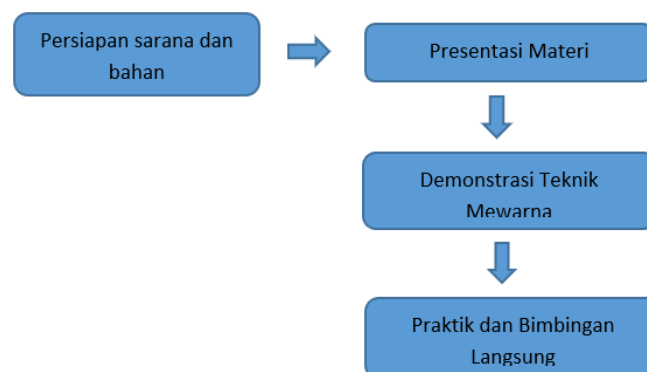 Persiapan sarana dan
bahan
Presentasi Materi
Demonstrasi Teknik
Mewarna
Praktik dan Bimbingan
Langsung